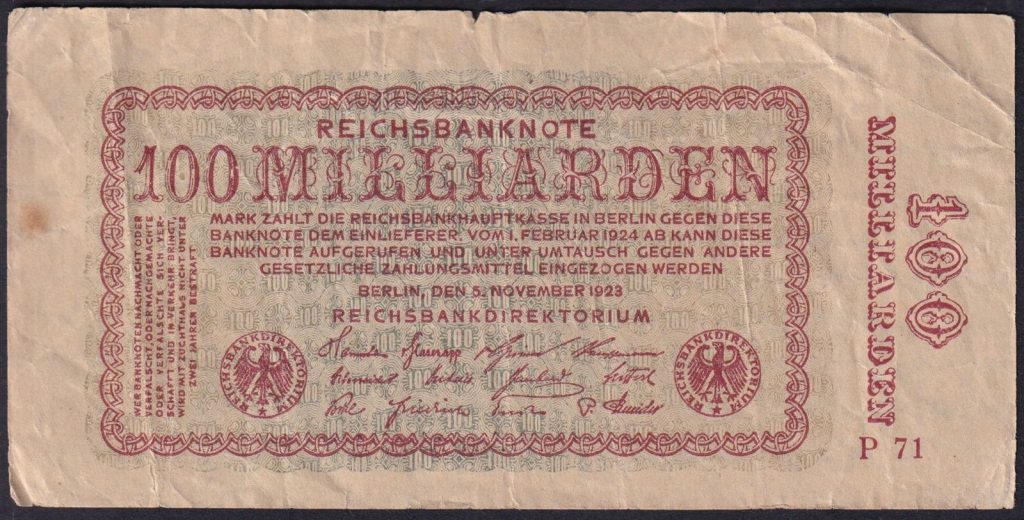 REICHSBANKNOTE
100 MILLIARDEN
MARK ZAHLT DIE REICHSBANKHAUPTKASSE IN BERLIN GEGEN DIESE
BANKNOTE DEM EINLIEFERER. VOM 1. FEBRUAR 1924 AB KANN DIESE
BANKNOTE AUFGERUFEN UND UNTER UMTAUSCH GEGEN ANDERE
GESETZLICHE ZAHLUNGSMITTEL EINGEZOGEN WERDEN
BERLIN, DEN 5. NOVEMBER 1923
REICHSBANKDIREKTORIUM
REICHSBANKDIREKTORIUM
REICHSBANKDIREKTORIUM
WER BANKNOTEN NACHMACHT ODER
VERFÄLSCHT, ODER NACHGEMACHTE
ODER VERFÄLSCHTE SICH VER-
SCHAFFT UND IN VERKEHR BRINGT,
WIRD MIT ZUCHTHAUS NICHT UNTER
ZWEI JAHREN BESTRAFT
100
MILLIARDEN
P 71